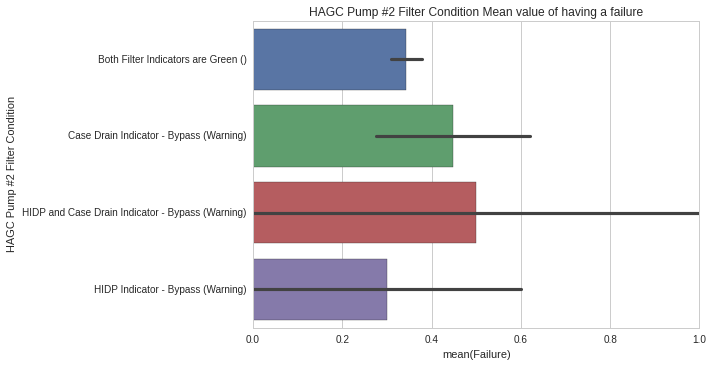 HAGC Pump #2 Filter Condition Mean value of having a failure
HAGC Pump #2 Filter Condition
Both Filter Indicators are Green ()
Case Drain Indicator - Bypass (Warning)
HIDP and Case Drain Indicator - Bypass (Warning)
HIDP Indicator - Bypass (Warning)
0.0 0.2 0.4 0.6 0.8 1.0
mean(Failure)